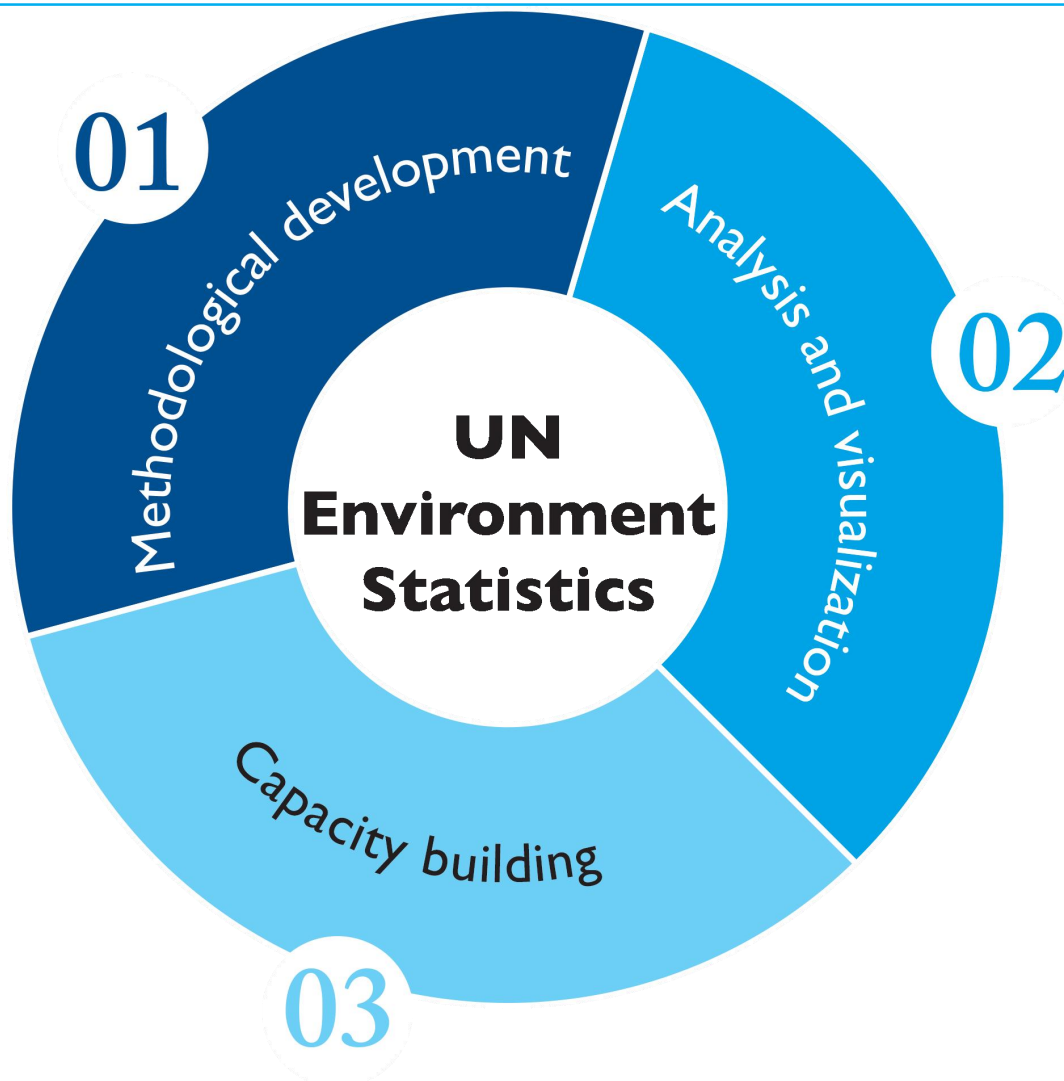 01
Methodological development
Analysis and visualization
02
UN
Environment
Statistics
Capacity building
03